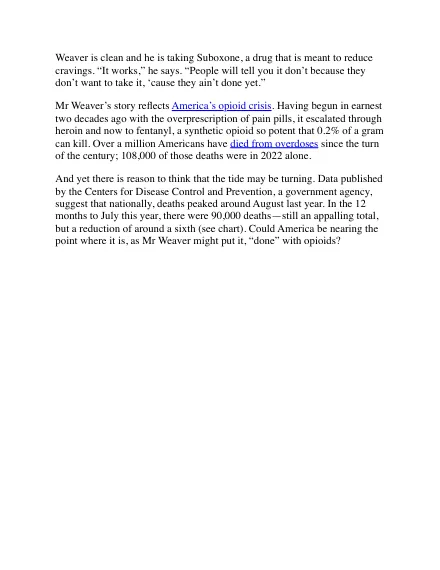 Weaver is clean and he is taking Suboxone, a drug that is meant to reduce
cravings. “It works,” he says. “People will tell you it don’t because they
don’t want to take it, ‘cause they ain’t done yet.”
Mr Weaver’s story reflects America’s opioid crisis. Having begun in earnest
two decades ago with the overprescription of pain pills, it escalated through
heroin and now to fentanyl, a synthetic opioid so potent that 0.2% of a gram
can kill. Over a million Americans have died from overdoses since the turn
of the century; 108,000 of those deaths were in 2022 alone.
And yet there is reason to think that the tide may be turning. Data published
by the Centers for Disease Control and Prevention, a government agency,
suggest that nationally, deaths peaked around August last year. In the 12
months to July this year, there were 90,000 deaths—still an appalling total,
but a reduction of around a sixth (see chart). Could America be nearing the
point where it is, as Mr Weaver might put it, “done” with opioids?